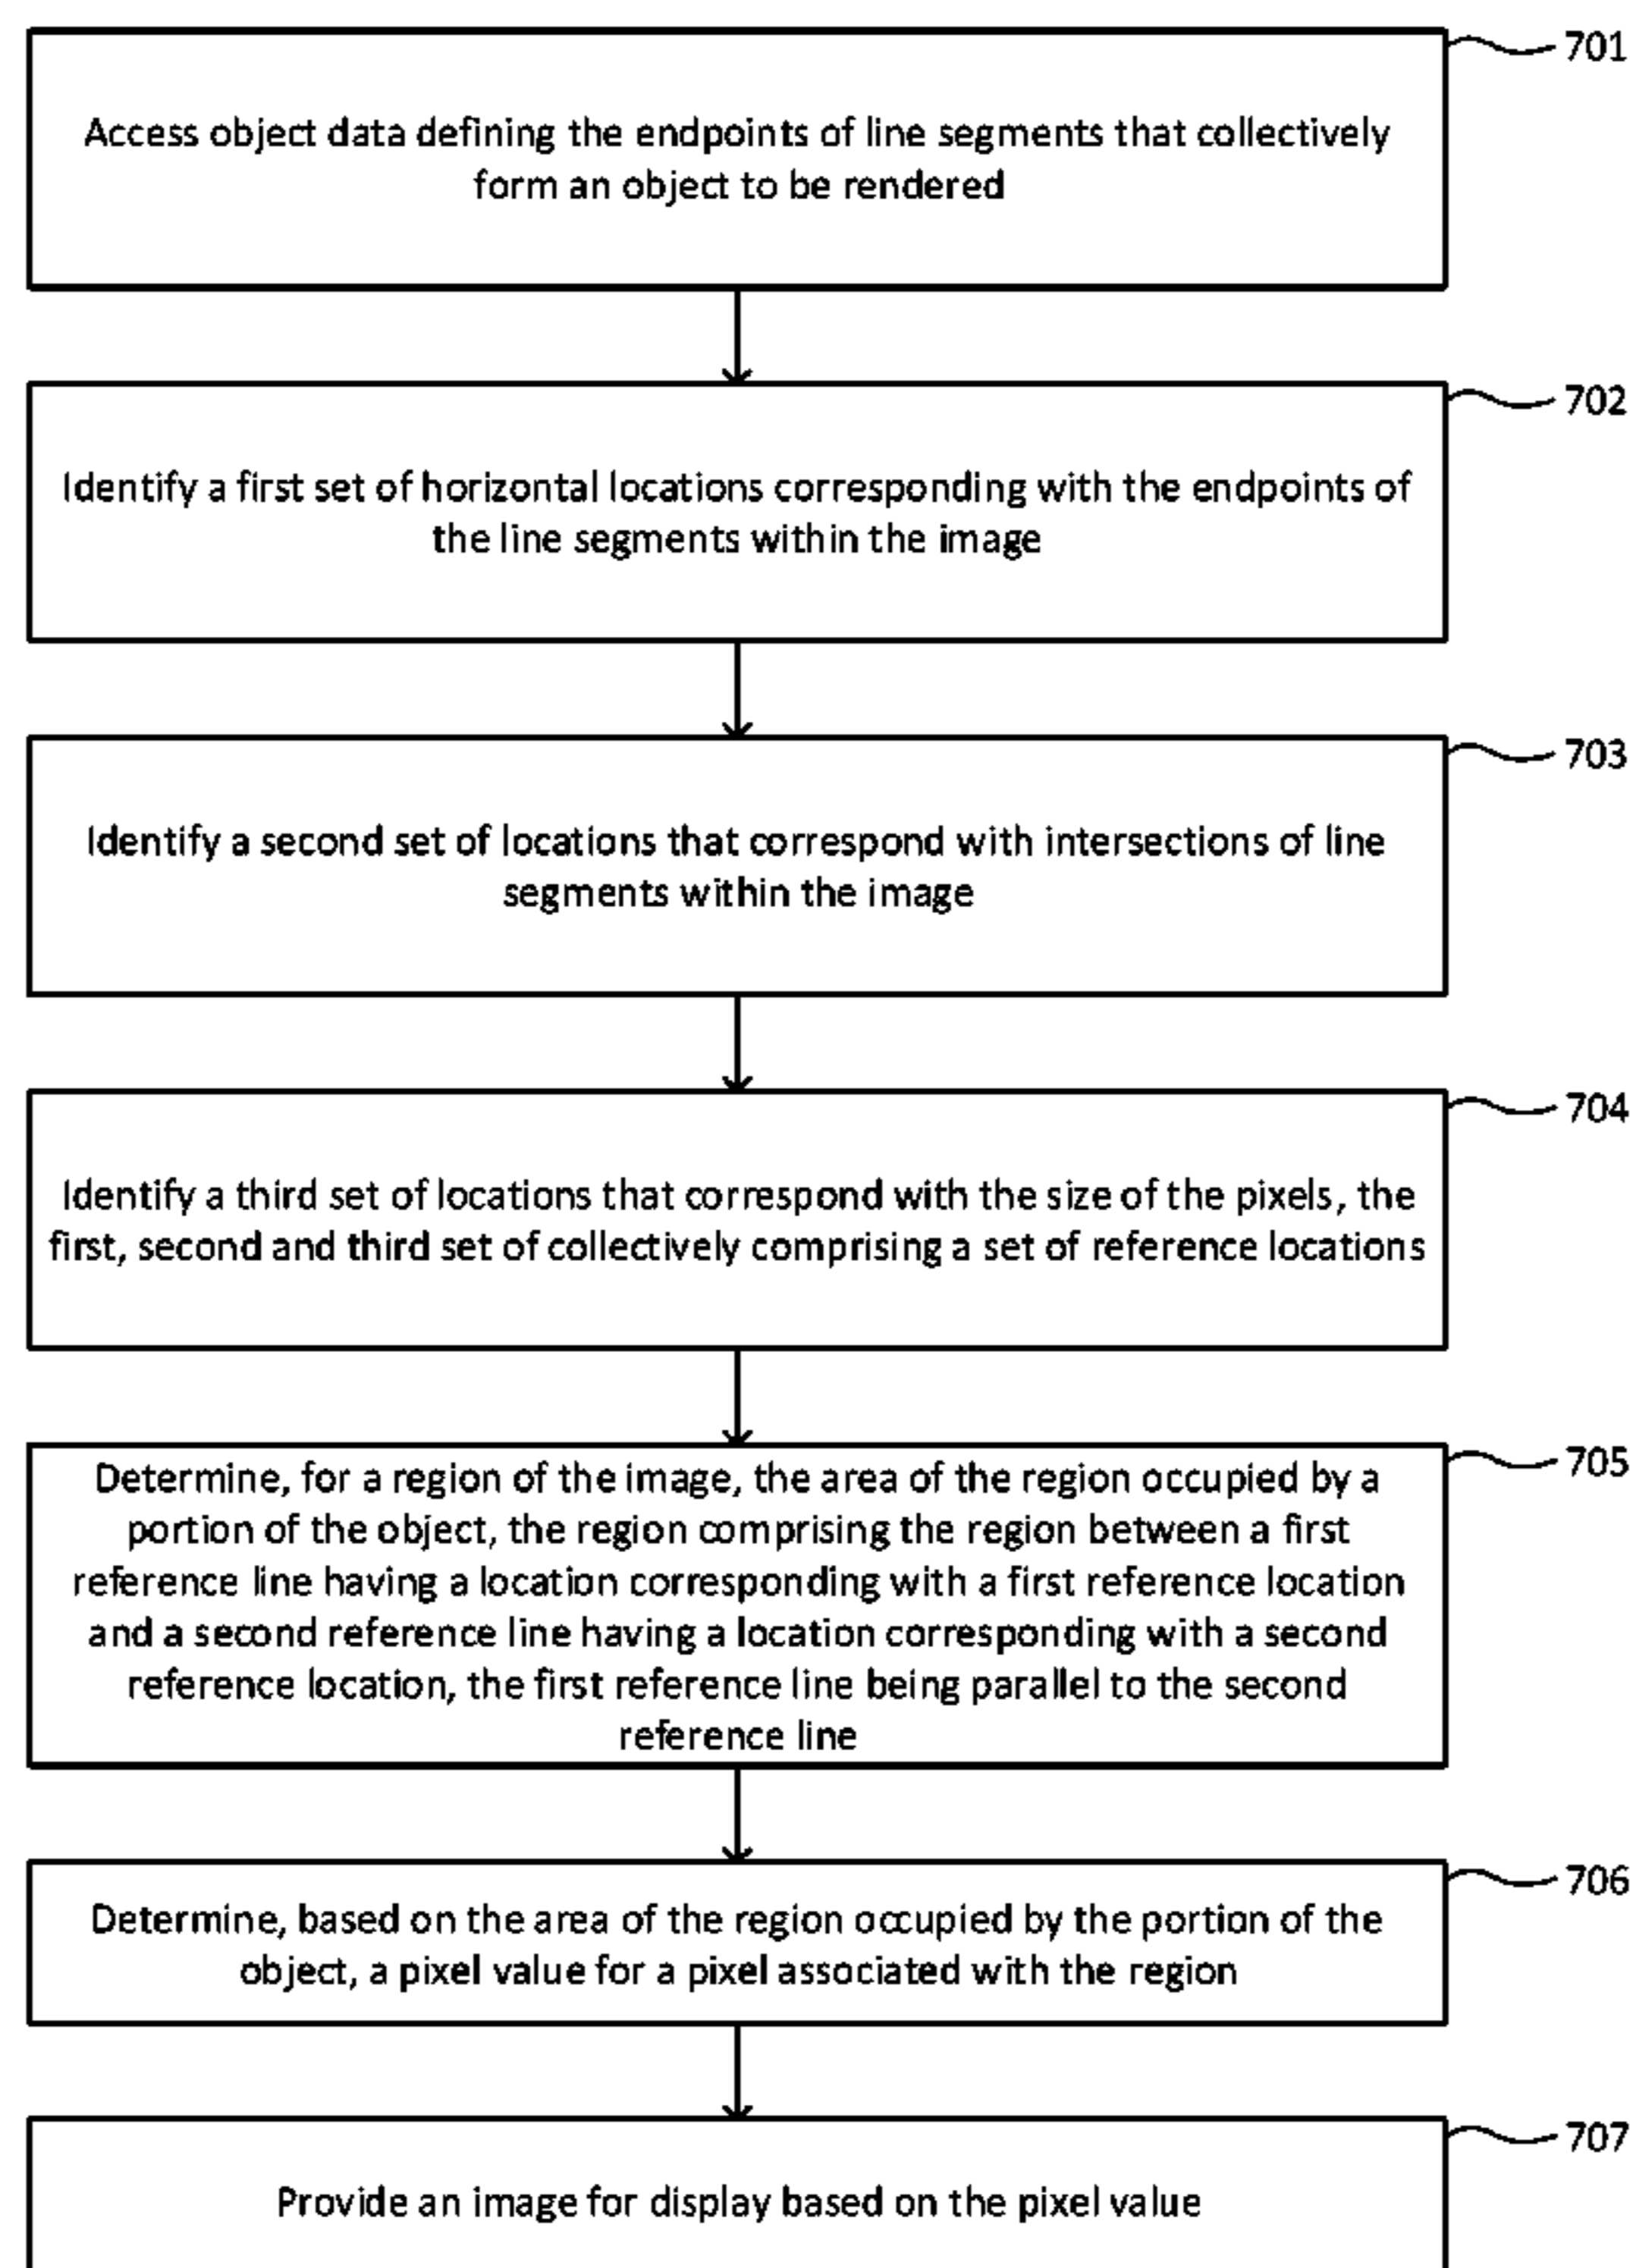 701
Access object data defining the endpoints of line segments that collectively
form an object to be rendered
702
Identify a first set of horizontal locations corresponding with the endpoints of
the line segments within the image
703
Identify a second set of locations that correspond with intersections of line
segments within the image
704
Identify a third set of locations that correspond with the size of the pixels, the
first, second and third set of collectively comprising a set of reference locations
705
Determine, for a region of the image, the area of the region occupied by a
portion of the object, the region comprising the region between a first
reference line having a location corresponding with a first reference location
and a second reference line having a location corresponding with a second
reference location, the first reference line being parallel to the second
reference line
706
Determine, based on the area of the region occupied by the portion of the
object, a pixel value for a pixel associated with the region
707
Provide an image for display based on the pixel value